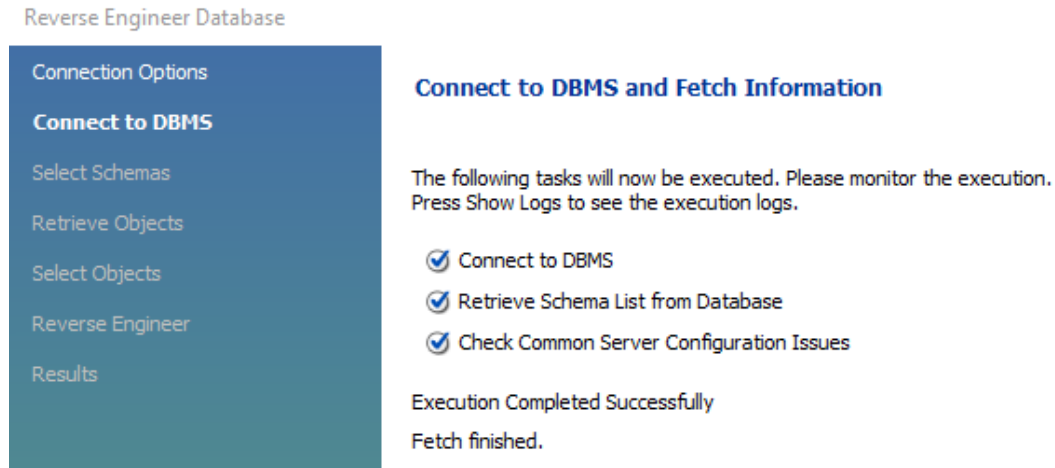 Reverse Engineer Database
Connection Options
Connect to DBMS
Select Schemas
Retrieve Objects
Select Objects
Reverse Engineer
Results
Connect to DBMS and Fetch Information
The following tasks will now be executed. Please monitor the execution.
Press Show Logs to see the execution logs.
Connect to DBMS
Retrieve Schema List from Database
Check Common Server Configuration Issues
Execution Completed Successfully
Fetch finished.